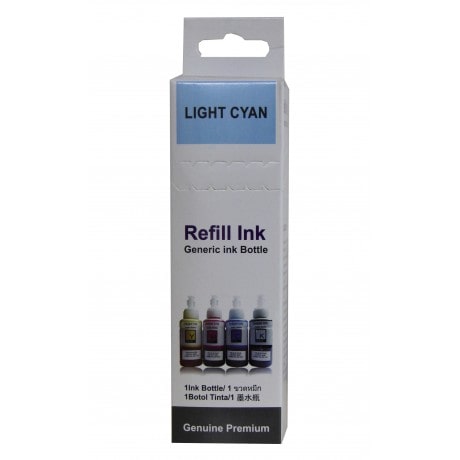 LIGHT CYAN
Refill Ink
Generic ink Bottle
Y
K
1Ink Bottle/ 1 ขวดหมึก
1Botol Tinta/1 墨水瓶
Genuine Premium